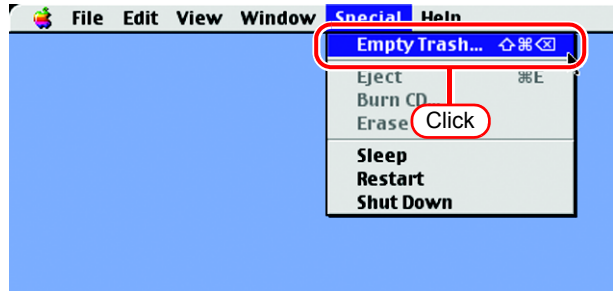 File Edit View Window Special Help
Empty Trash... ⇧⌘⌫
Eject ⌘E
Burn CD...
Erase
Click
Sleep
Restart
Shut Down